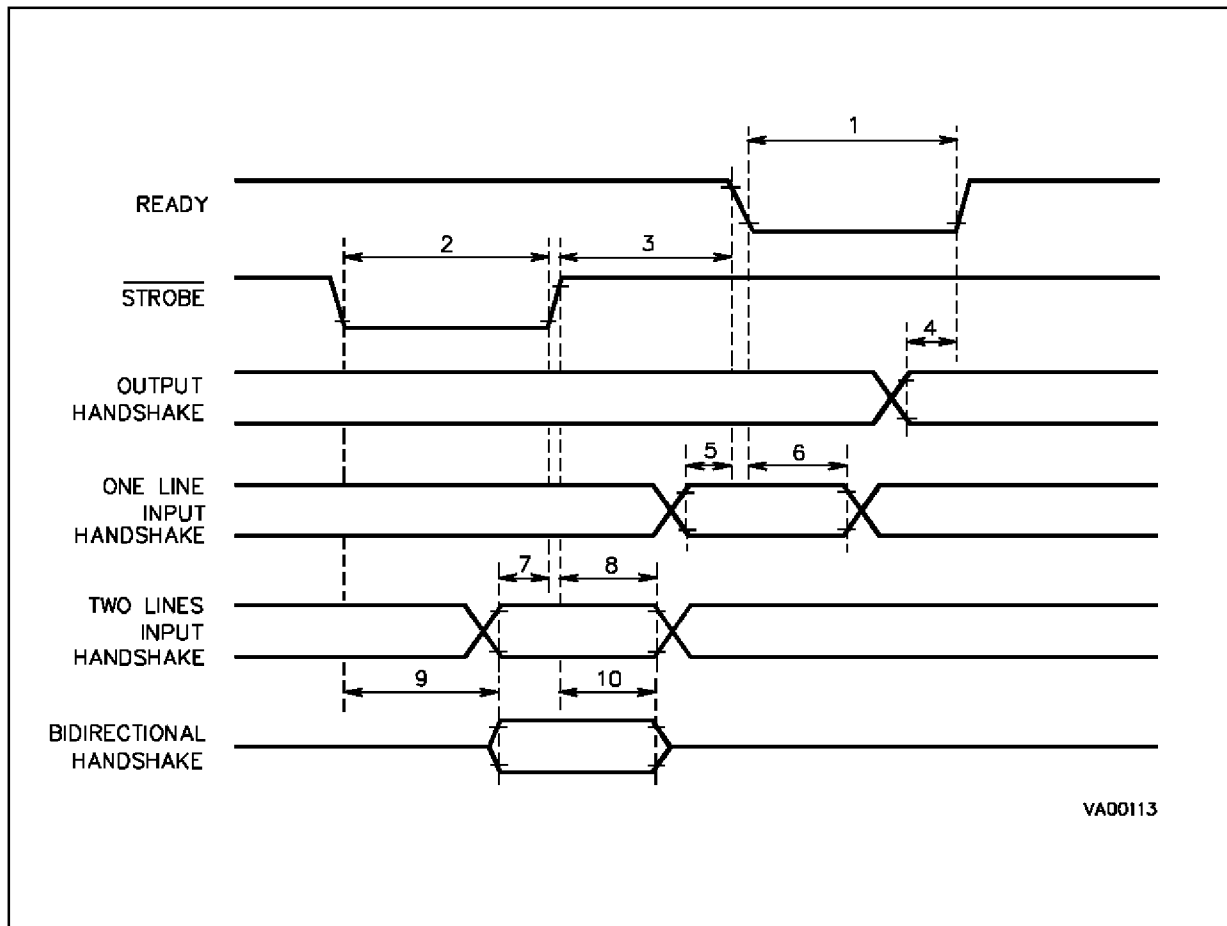 1
READY
2
3
STROBE
4
OUTPUT
HANDSHAKE
5
6
ONE LINE
INPUT
HANDSHAKE
7
8
TWO LINES
INPUT
HANDSHAKE
9
10
BIDIRECTIONAL
HANDSHAKE
VA00113